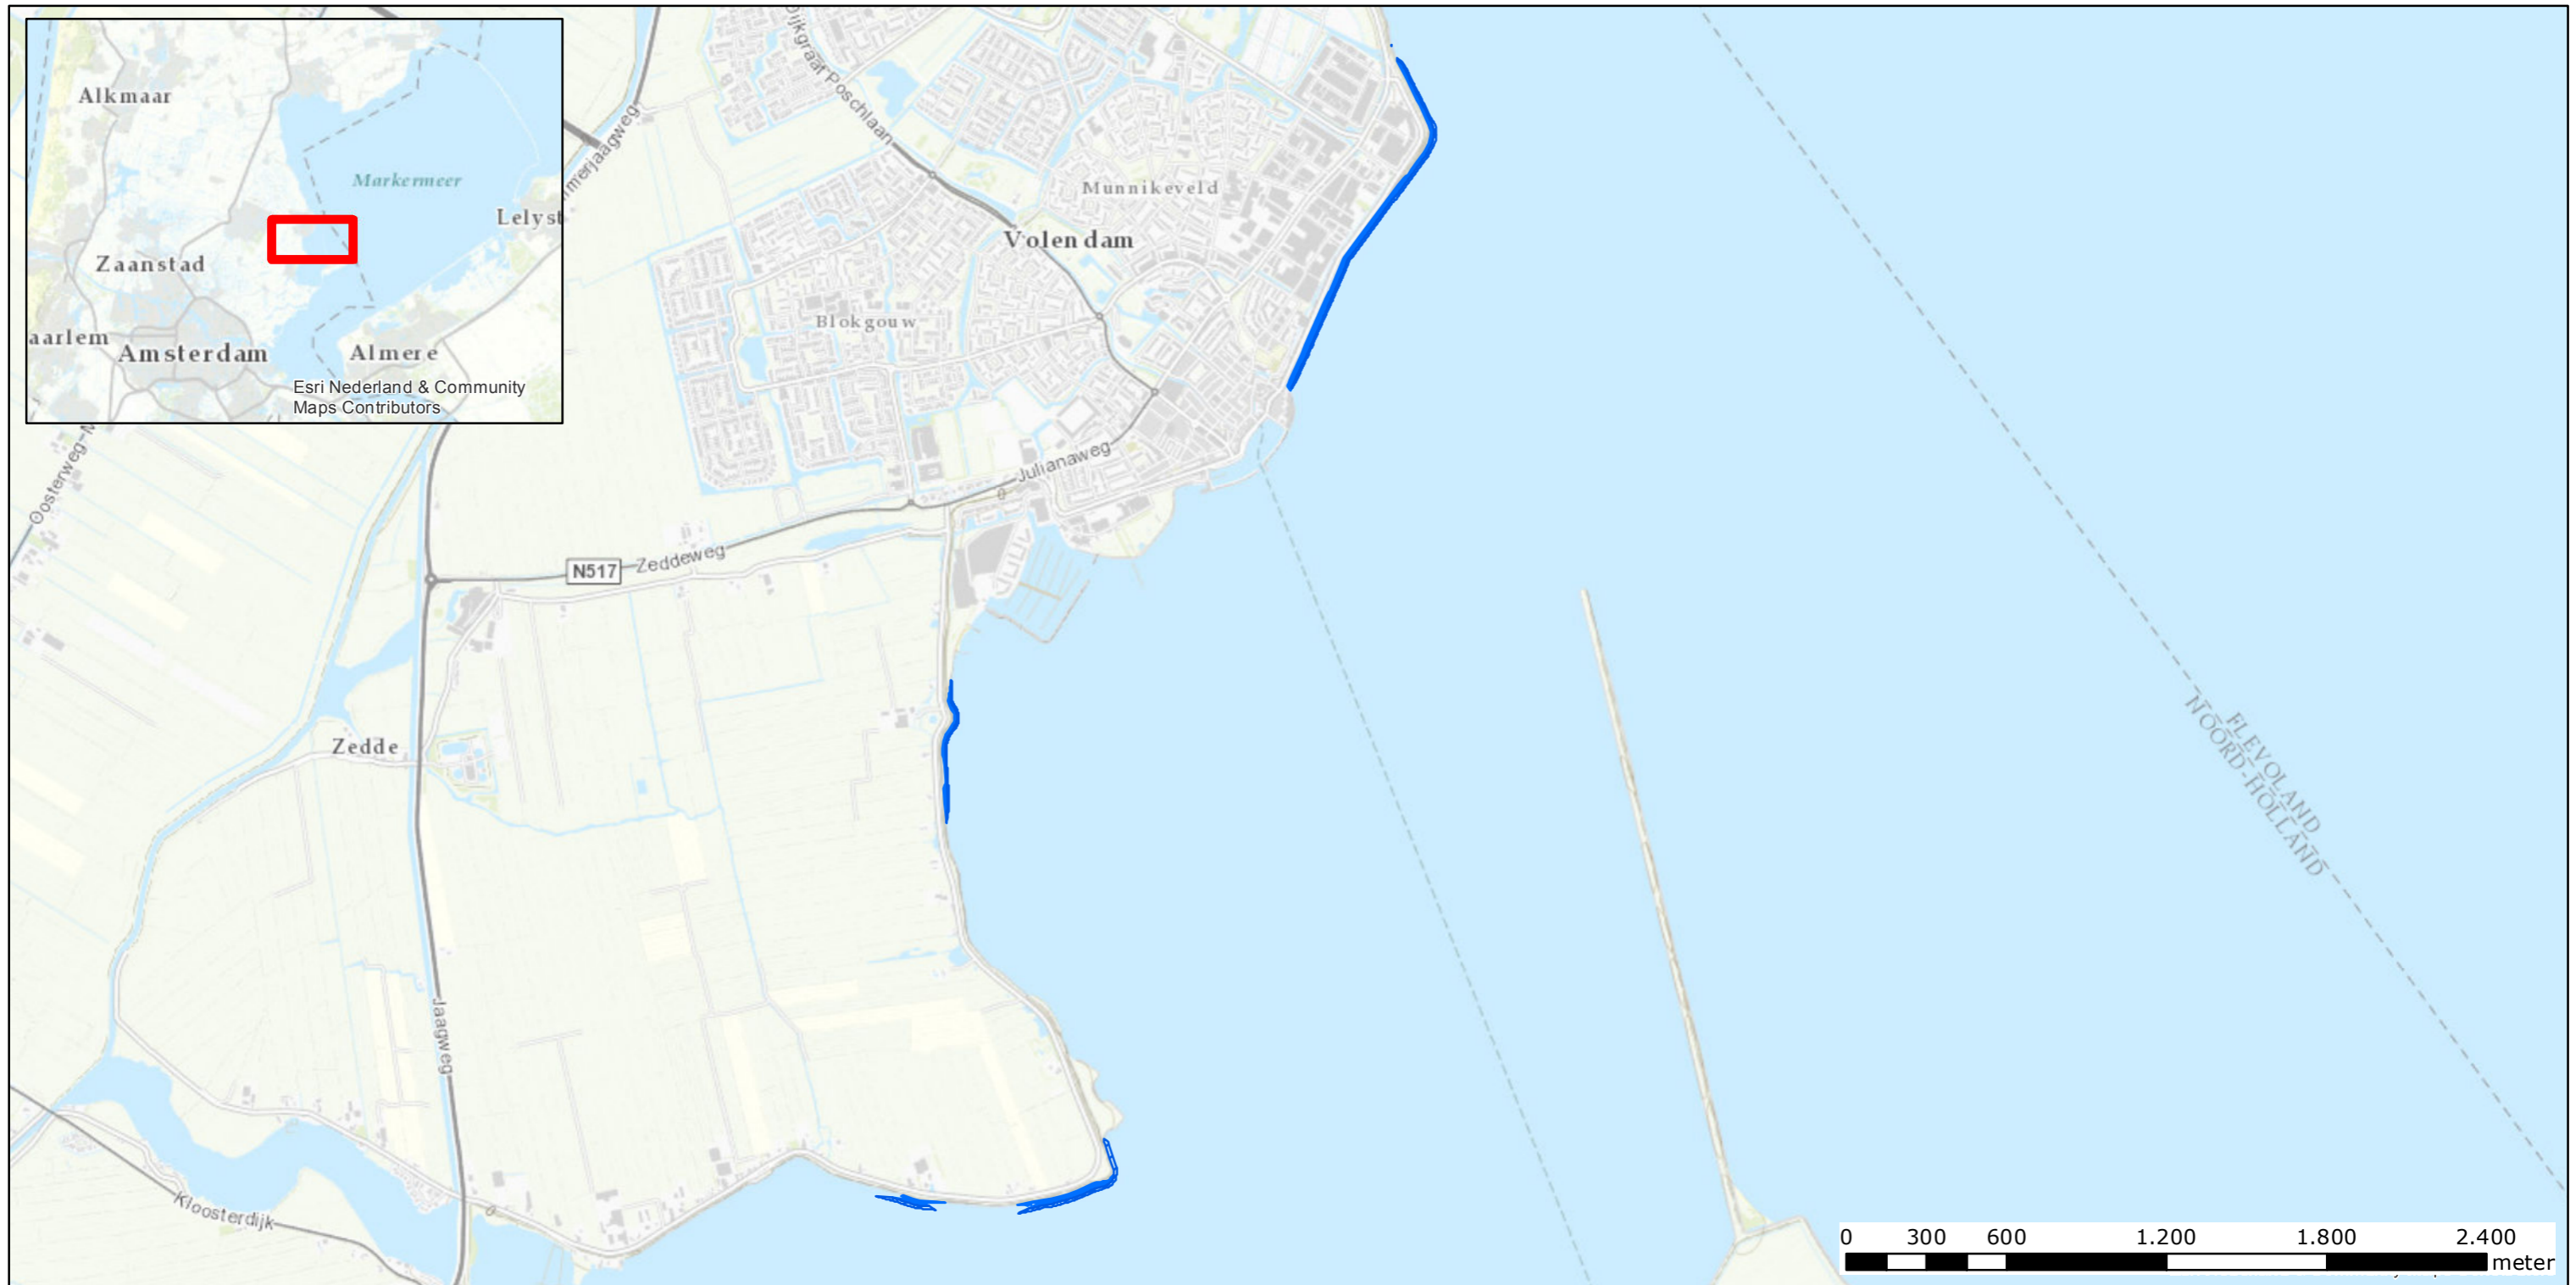 Alkmaar
Markermeer
Lelyst
Zaanstad
aarlem
Amsterdam
Almere
Esri Nederland & Community
Maps Contributors
Dijkgraaf Poschlaan
merjaagweg
Munnikeveld
Volendam
Blokgouw
Julianaweg
Oosterweg-
N517
Zeddeweg
Zedde
FLEVOLAND
NOORD-HOLLAND
Jaagweg
Kloosterdijk
0 300 600 1.200 1.800 2.400
meter